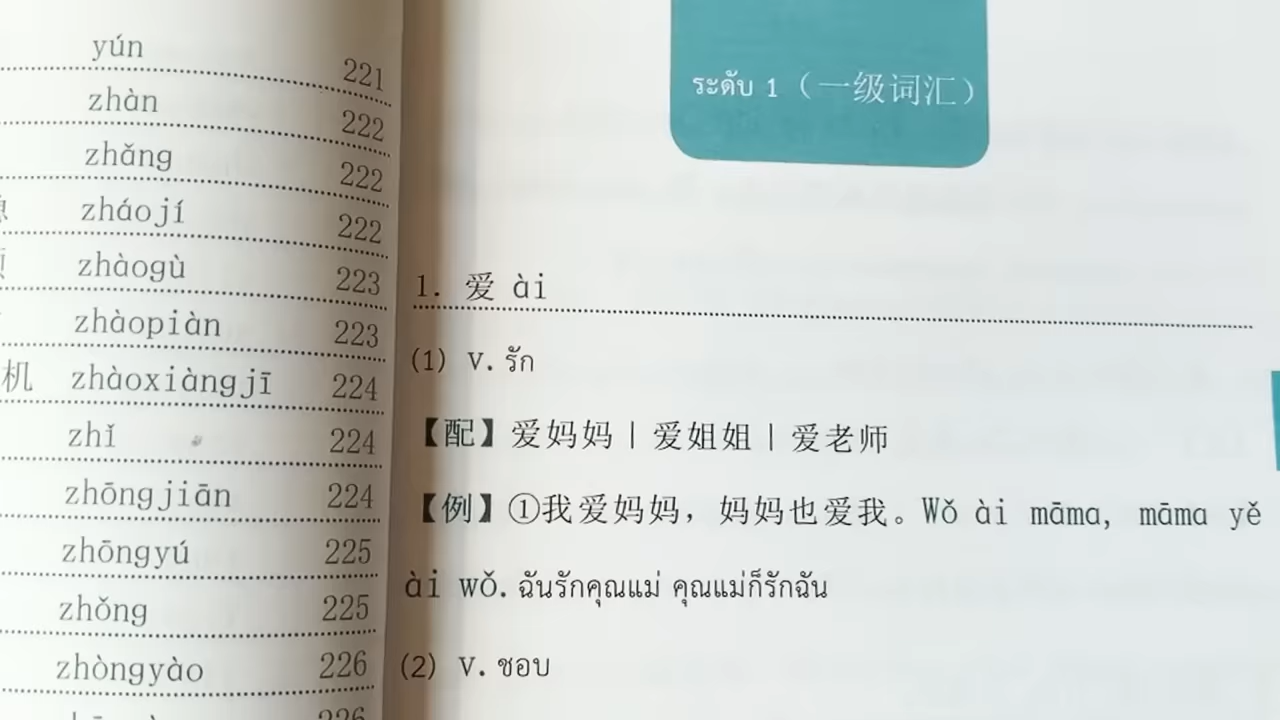 yún 221
zhàn 222
zhǎng 222
zháojí 222
zhàogù 223
zhàopiàn 223
机 zhàoxiàngjī 224
zhǐ 224
zhōngjiān 224
zhōngyú 225
zhǒng 225
zhòngyào 226
226
ระดับ 1（一级词汇）
1. 爱 ài
(1) V. รัก
【配】爱妈妈 | 爱姐姐 | 爱老师
【例】①我爱妈妈，妈妈也爱我。Wǒ ài māma, māma yě
ài wǒ. ฉันรักคุณแม่ คุณแม่ก็รักฉัน
(2) V. ชอบ